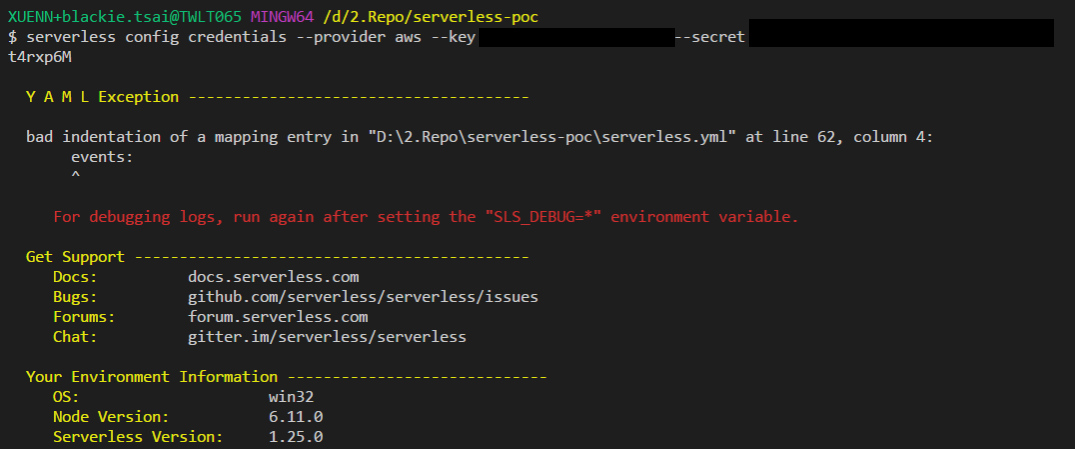 XUENN+blackie.tsai@TWLT065 MINGW64 /d/2.Repo/serverless-poc
$ serverless config credentials --provider aws --key --secret
t4rxp6M
Y A M L Exception --------------------------------------
bad indentation of a mapping entry in "D:\2.Repo\serverless-poc\serverless.yml" at line 62, column 4:
events:
^
For debugging logs, run again after setting the "SLS_DEBUG=*" environment variable.
Get Support --------------------------------------------
Docs: docs.serverless.com
Bugs: github.com/serverless/serverless/issues
Forums: forum.serverless.com
Chat: gitter.im/serverless/serverless
Your Environment Information -----------------------------
OS: win32
Node Version: 6.11.0
Serverless Version: 1.25.0